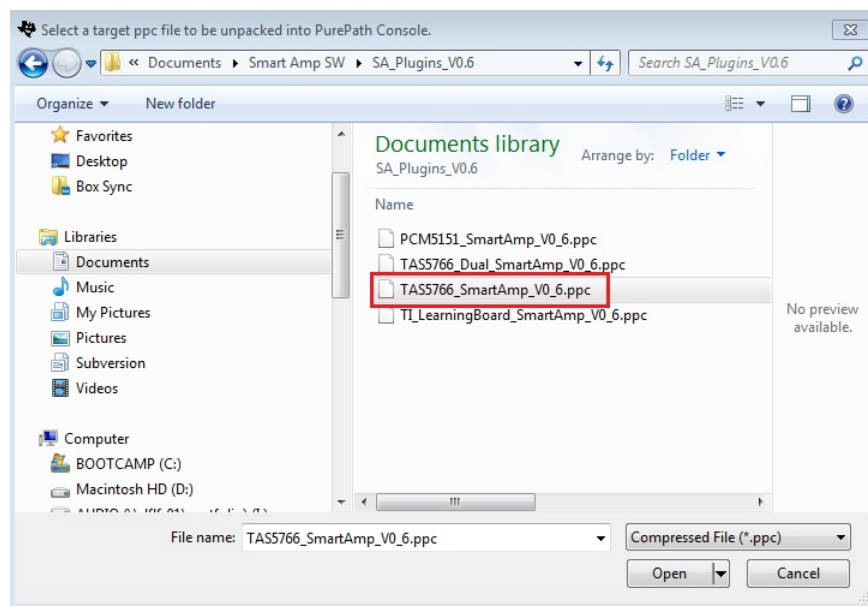 Select a target ppc file to be unpacked into PurePath Console.
« Documents Smart Amp SW SA_Plugins_V0.6
Search SA_Plugins_V0.6
Organize New folder
Favorites
Desktop
Box Sync
Libraries
Documents
Music
My Pictures
Pictures
Subversion
Videos
Computer
BOOTCAMP (C:)
Macintosh HD (D:)
Documents library
SA_Plugins_V0.6
Arrange by: Folder
Name
PCM5151_SmartAmp_V0_6.ppc
TAS5766_Dual_SmartAmp_V0_6.ppc
TAS5766_SmartAmp_V0_6.ppc
TI_LearningBoard_SmartAmp_V0_6.ppc
No preview
available.
File name: TAS5766_SmartAmp_V0_6.ppc
Compressed File (*.ppc)
Open Cancel